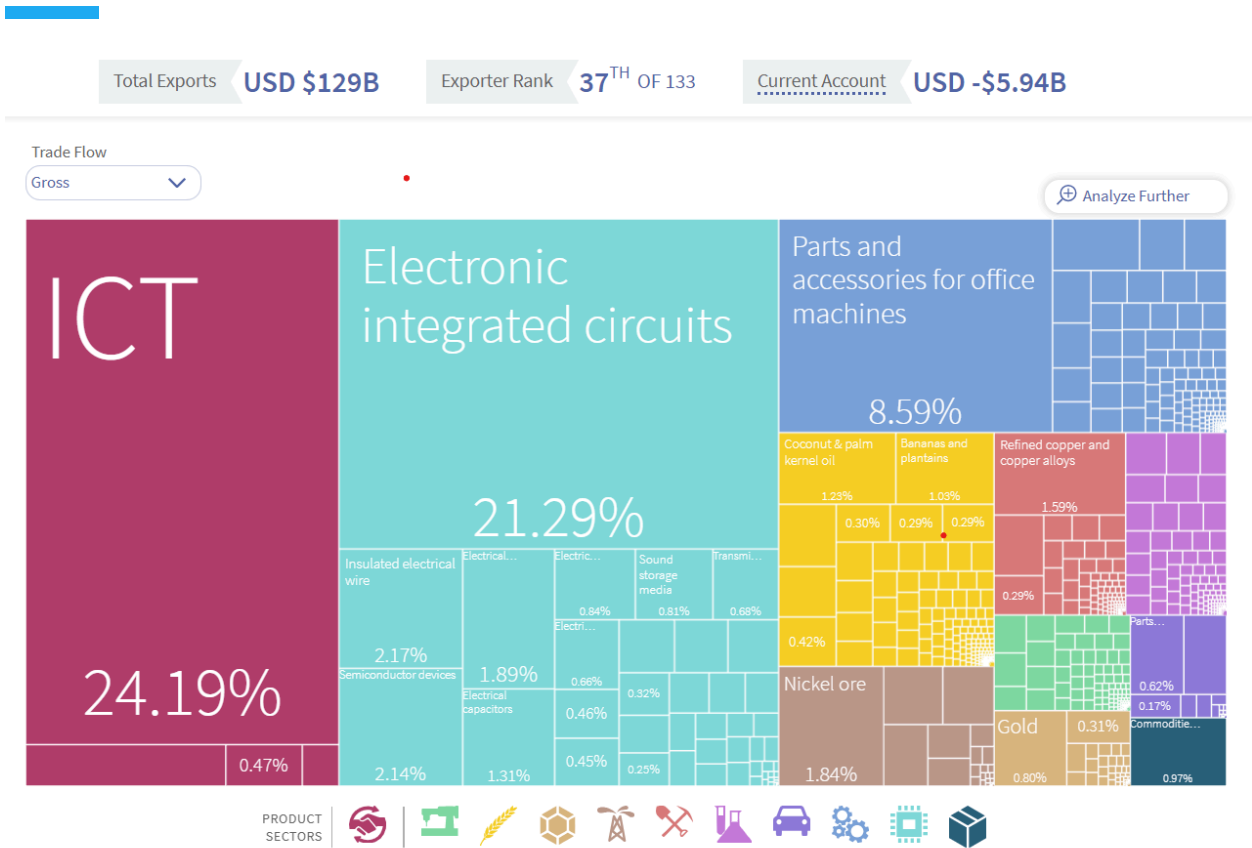 Total Exports
USD $129B
Exporter Rank
37TH OF 133
Current Account
USD -$5.94B
Trade Flow
Gross
Analyze Further
ICT
24.19%
0.47%
Electronic
integrated circuits
21.29%
Insulated electrical
wire
2.17%
Semiconductor devices
2.14%
Electrical...
1.89%
Electrical
capacitors
1.31%
Electric...
0.84%
Electri...
0.66%
0.46%
0.45%
Sound
storage
media
0.81%
Transmi...
0.68%
0.32%
0.25%
Parts and
accessories for office
machines
8.59%
Coconut & palm
kernel oil
1.23%
Bananas and
plantains
1.03%
0.30%
0.29%
0.29%
0.42%
Refined copper and
copper alloys
1.59%
0.29%
Nickel ore
1.84%
Gold
0.80%
0.31%
Parts...
0.62%
0.17%
Commoditie...
0.97%
PRODUCT
SECTORS